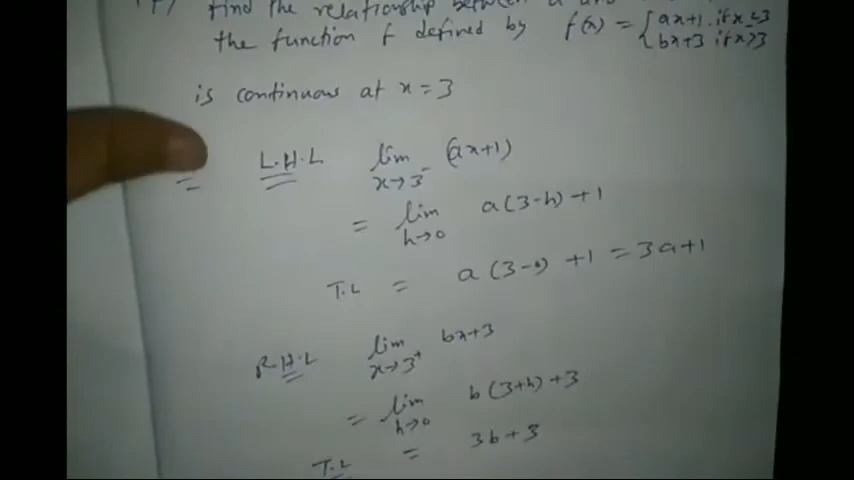 find the relationship between a and
the function f defined by f(x) = { ax+1, if x ≤ 3
bx+3 if x>3
is continuous at x = 3
L.H.L lim (ax+1)
x→3⁻
= lim a(3-h) +1
h→0
T.L = a(3-0) +1 = 3a+1
R.H.L lim bx+3
x→3⁺
= lim b(3+h)+3
h→0
T.L = 3b+3